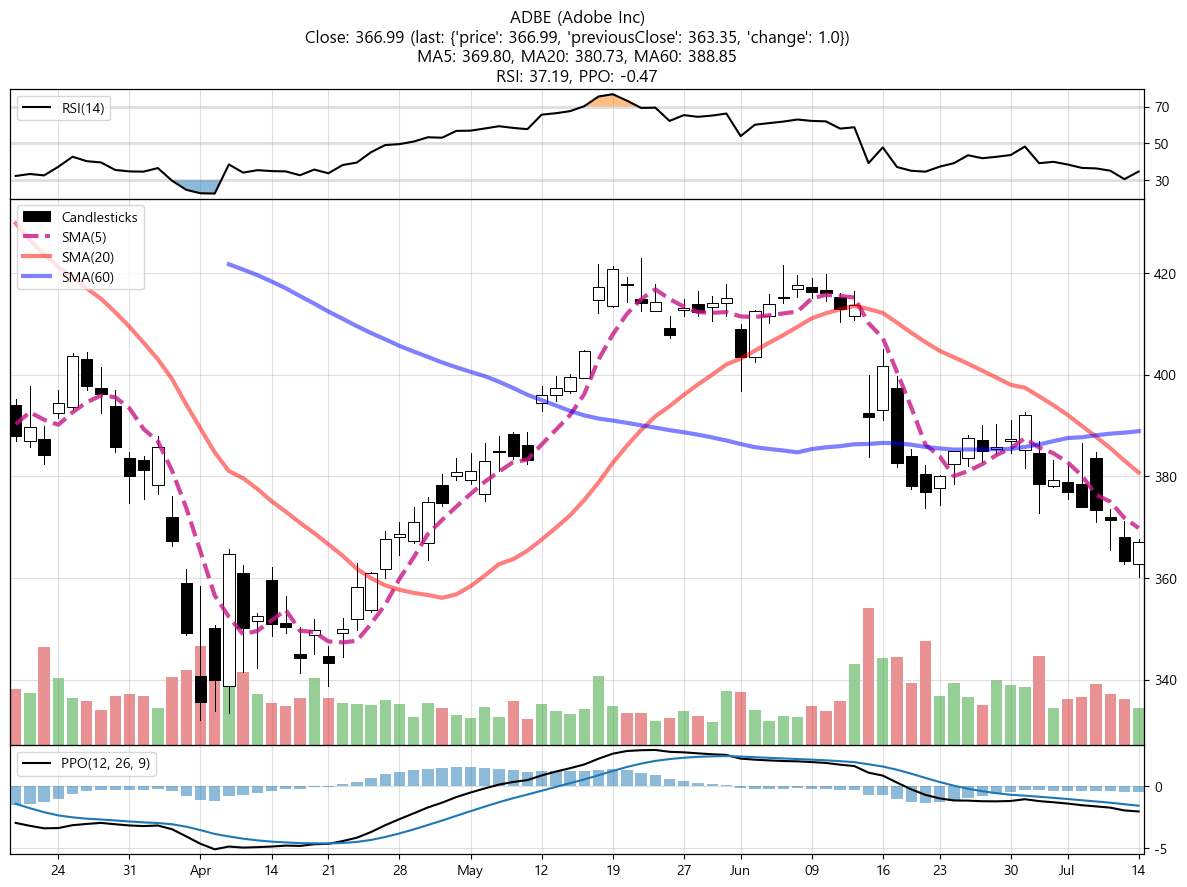 ADBE (Adobe Inc)
Close: 366.99 (last: {'price': 366.99, 'previousClose': 363.35, 'change': 1.0})
MA5: 369.80, MA20: 380.73, MA60: 388.85
RSI: 37.19, PPO: -0.47
RSI(14)
70
50
30
Candlesticks
SMA(5)
SMA(20)
SMA(60)
420
400
380
360
340
PPO(12, 26, 9)
0
-5
24 31 Apr 14 21 28 May 12 19 27 Jun 09 16 23 30 Jul 14